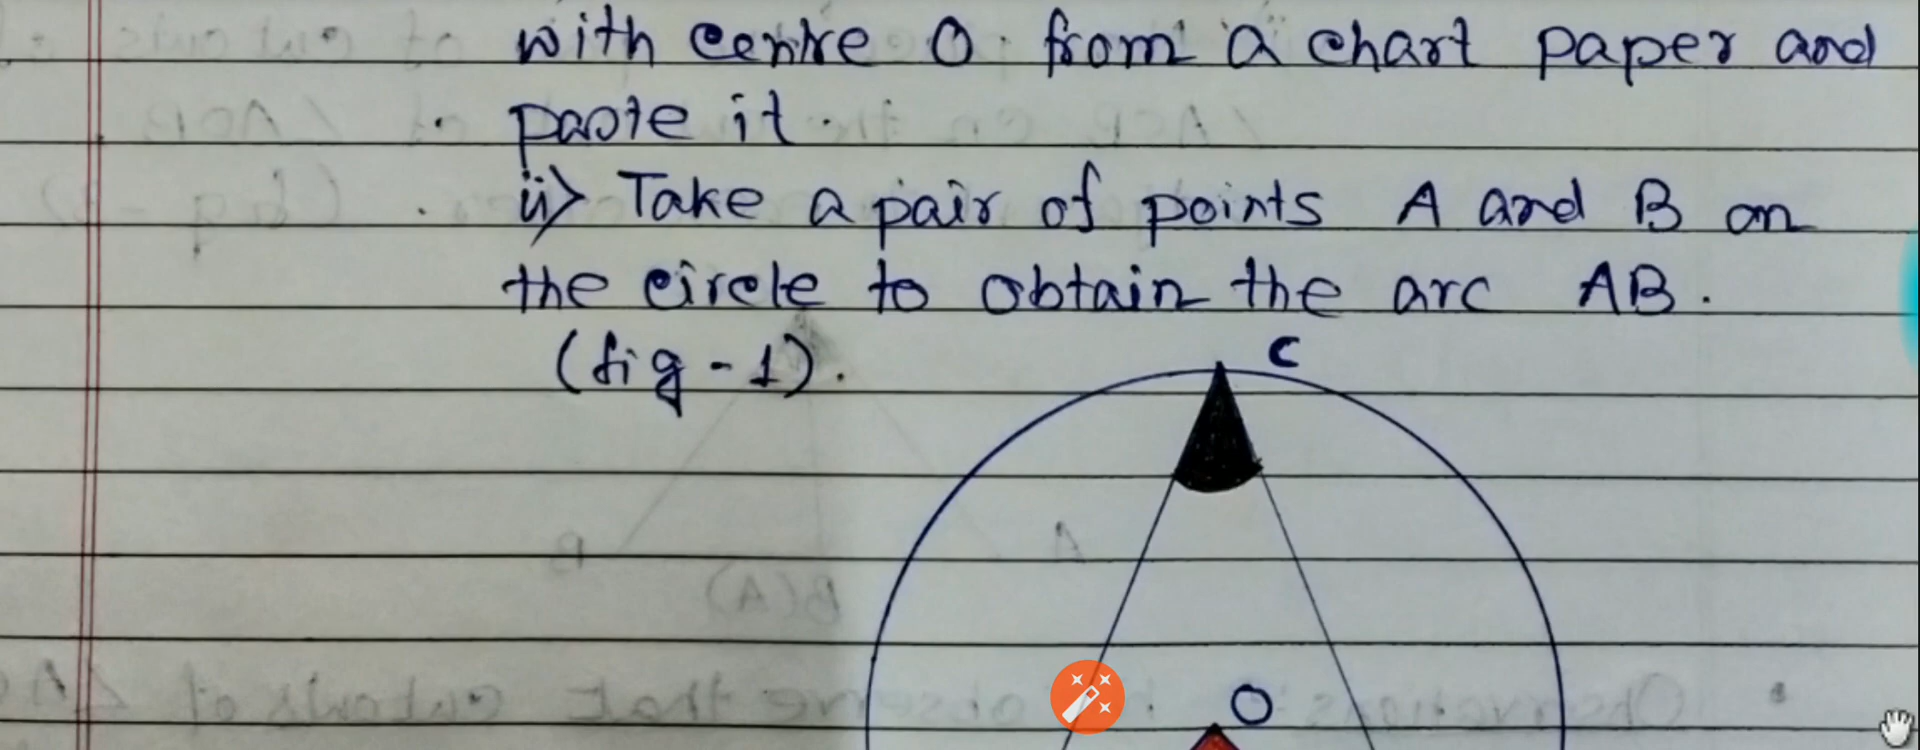 with centre O from a chart paper and
paste it.
ii) Take a pair of points A and B on
the circle to obtain the arc AB.
(fig - 1).
C
O